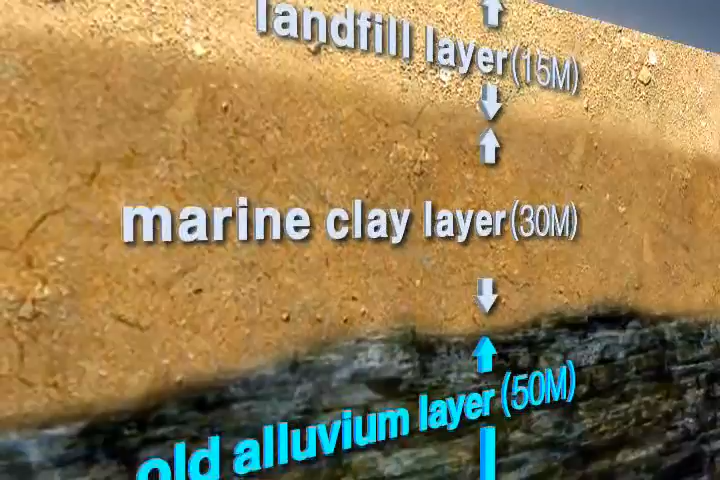 landfill layer (15M)
marine clay layer (30M)
old alluvium layer (50M)